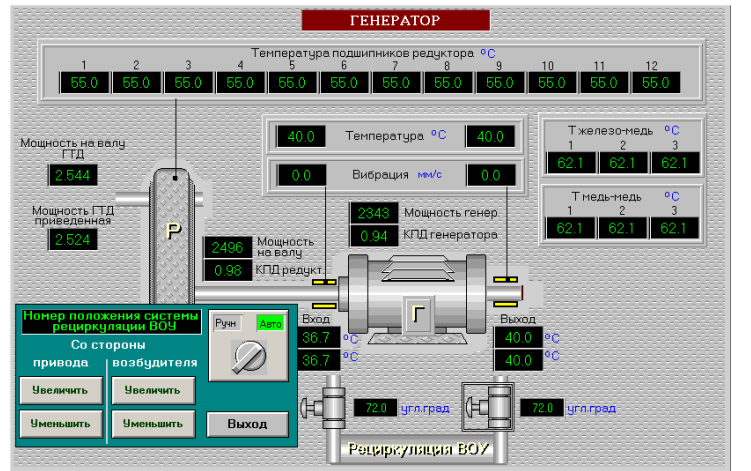 ГЕНЕРАТОР
Температура подшипников редуктора °C
1 2 3 4 5 6 7 8 9 10 11 12
55.0 55.0 55.0 55.0 55.0 55.0 55.0 55.0 55.0 55.0 55.0 55.0
40.0 Температура °C 40.0
0.0 Вибрация мм/с 0.0
Т железо-медь °C
1 2 3
62.1 62.1 62.1
Т медь-медь °C
1 2 3
62.1 62.1 62.1
Мощность на валу
ГТД
2.544
Мощность ГТД
приведенная
2.524
Р
2343 Мощность генер.
0.94 КПД генератора
2496 Мощность
на валу
0.98 КПД редукт.
Г
Номер положения системы
рециркуляции ВОУ
Со стороны
привода возбудителя
Увеличить Увеличить
Уменьшить Уменьшить
Ручн Авто
Выход
Вход
36.7 °C
36.7 °C
Выход
40.0 °C
40.0 °C
72.0 угл.град
72.0 угл.град
Рециркуляция ВОУ